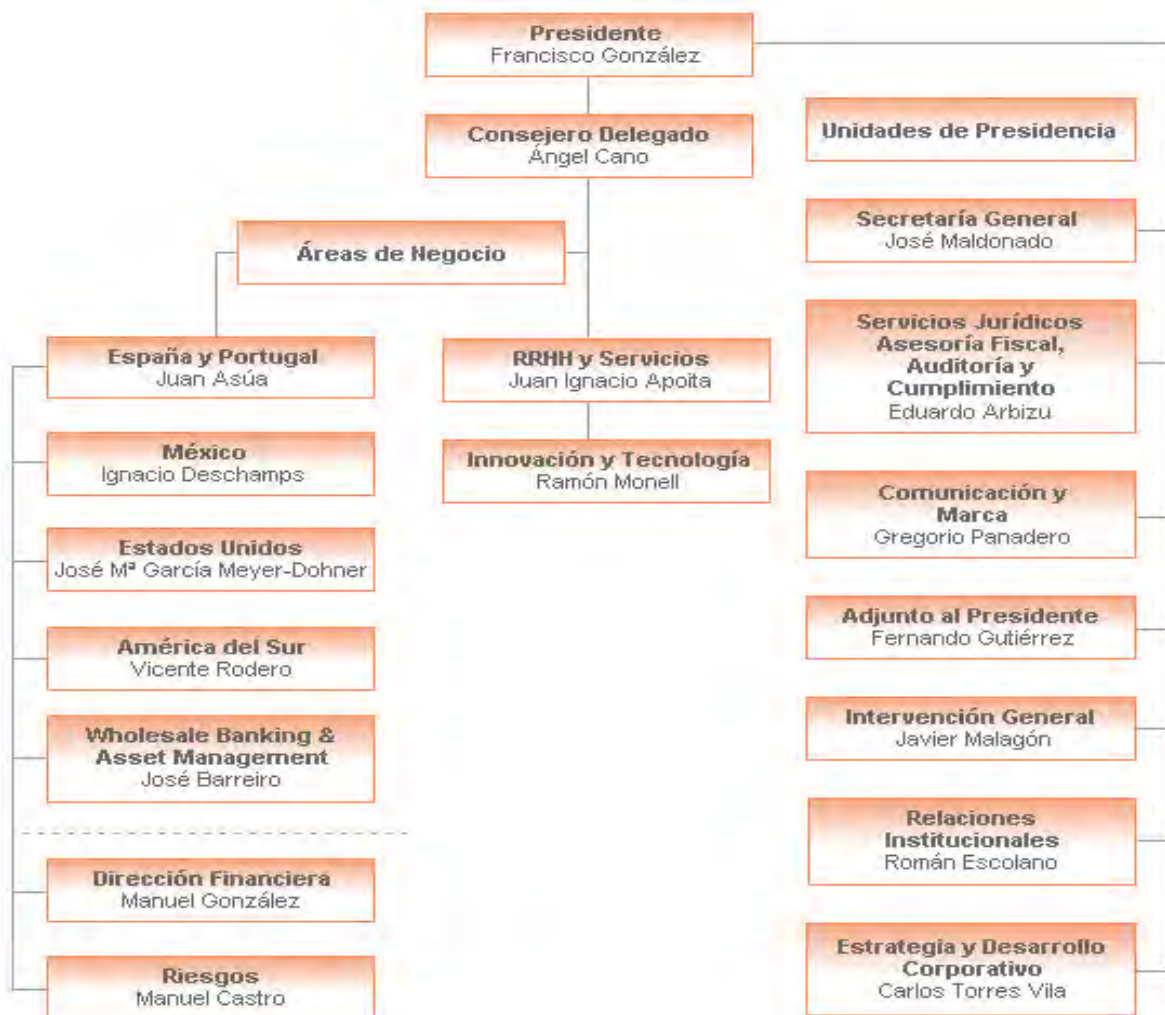 Presidente
Francisco González
Consejero Delegado
Ángel Cano
Áreas de Negocio
España y Portugal
Juan Asúa
México
Ignacio Deschamps
Estados Unidos
José Mª García Meyer-Dohner
América del Sur
Vicente Rodero
Wholesale Banking &
Asset Management
José Barreiro
Dirección Financiera
Manuel González
Riesgos
Manuel Castro
RRHH y Servicios
Juan Ignacio Apoita
Innovación y Tecnología
Ramón Monell
Unidades de Presidencia
Secretaría General
José Maldonado
Servicios Jurídicos
Asesoría Fiscal,
Auditoría y
Cumplimiento
Eduardo Arbizu
Comunicación y
Marca
Gregorio Panadero
Adjunto al Presidente
Fernando Gutiérrez
Intervención General
Javier Malagón
Relaciones
Institucionales
Román Escolano
Estrategia y Desarrollo
Corporativo
Carlos Torres Vila